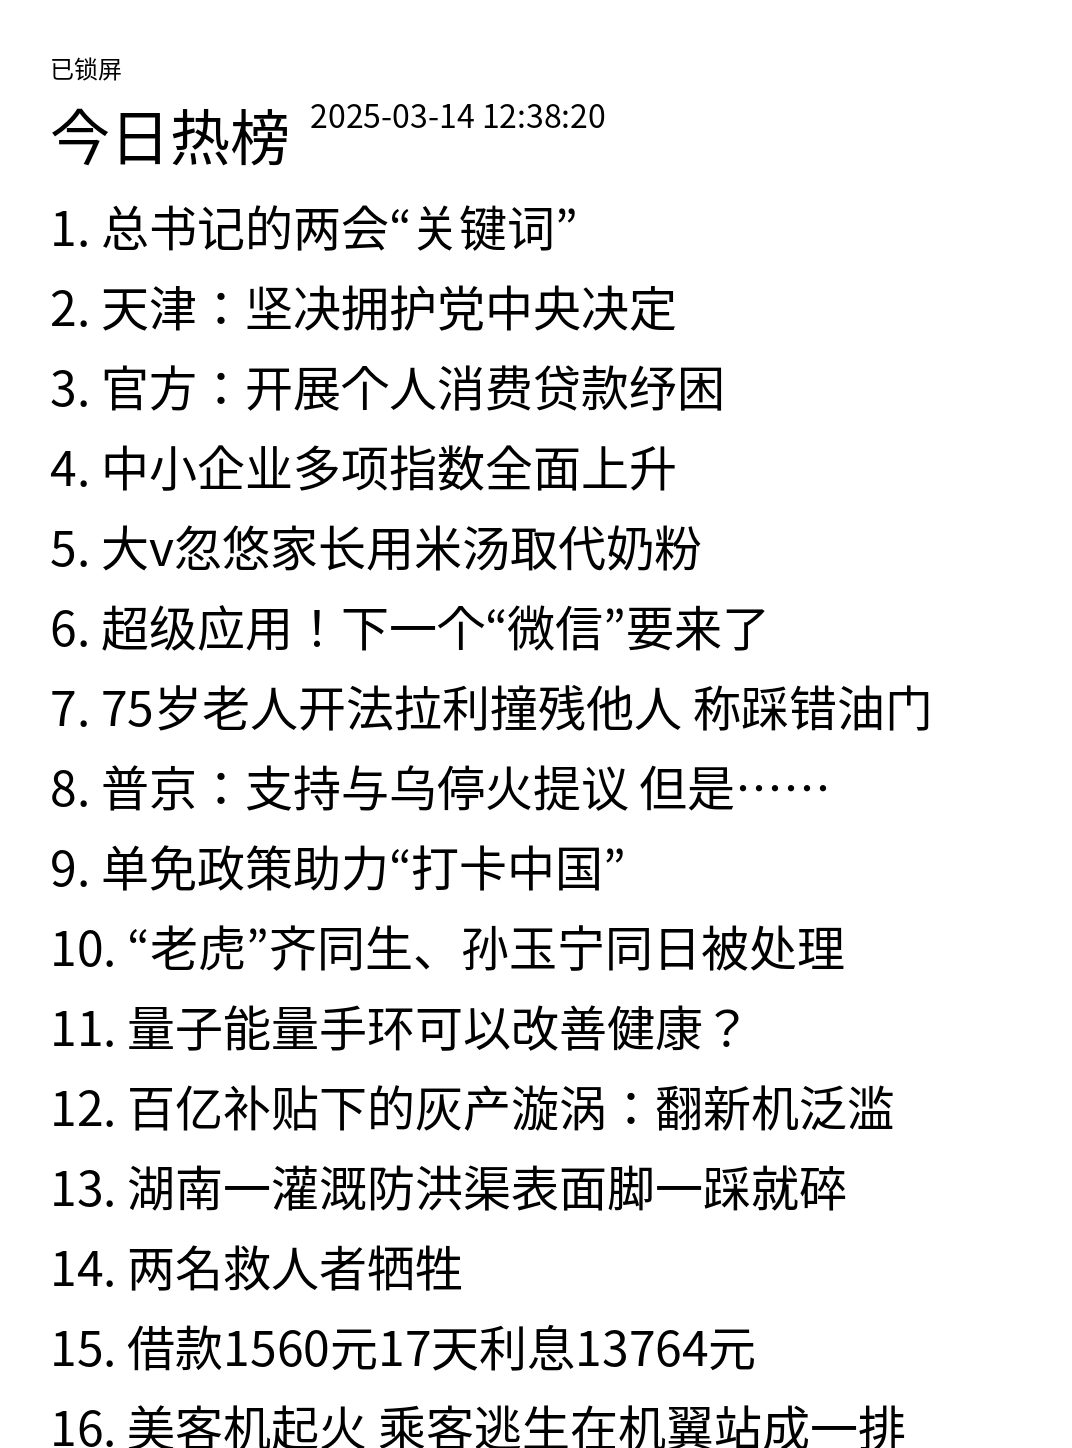 已锁屏
今日热榜 2025-03-14 12:38:20
1. 总书记的两会“关键词”
2. 天津：坚决拥护党中央决定
3. 官方：开展个人消费贷款纾困
4. 中小企业多项指数全面上升
5. 大v忽悠家长用米汤取代奶粉
6. 超级应用！下一个“微信”要来了
7. 75岁老人开法拉利撞残他人 称踩错油门
8. 普京：支持与乌停火提议 但是……
9. 单免政策助力“打卡中国”
10. “老虎”齐同生、孙玉宁同日被处理
11. 量子能量手环可以改善健康？
12. 百亿补贴下的灰产漩涡：翻新机泛滥
13. 湖南一灌溉防洪渠表面脚一踩就碎
14. 两名救人者牺牲
15. 借款1560元17天利息13764元
16. 美客机起火 乘客逃生在机翼站成一排